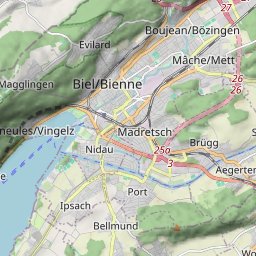 27
Boujean/Bözingen
Evilard
27
Mâche/Mett
Magglingen
Biel/Bienne
26
26
neules/Vingelz
Madretsch
Nidau
25a
Brügg
3
Aegerten
Port
Ipsach
Bellmund